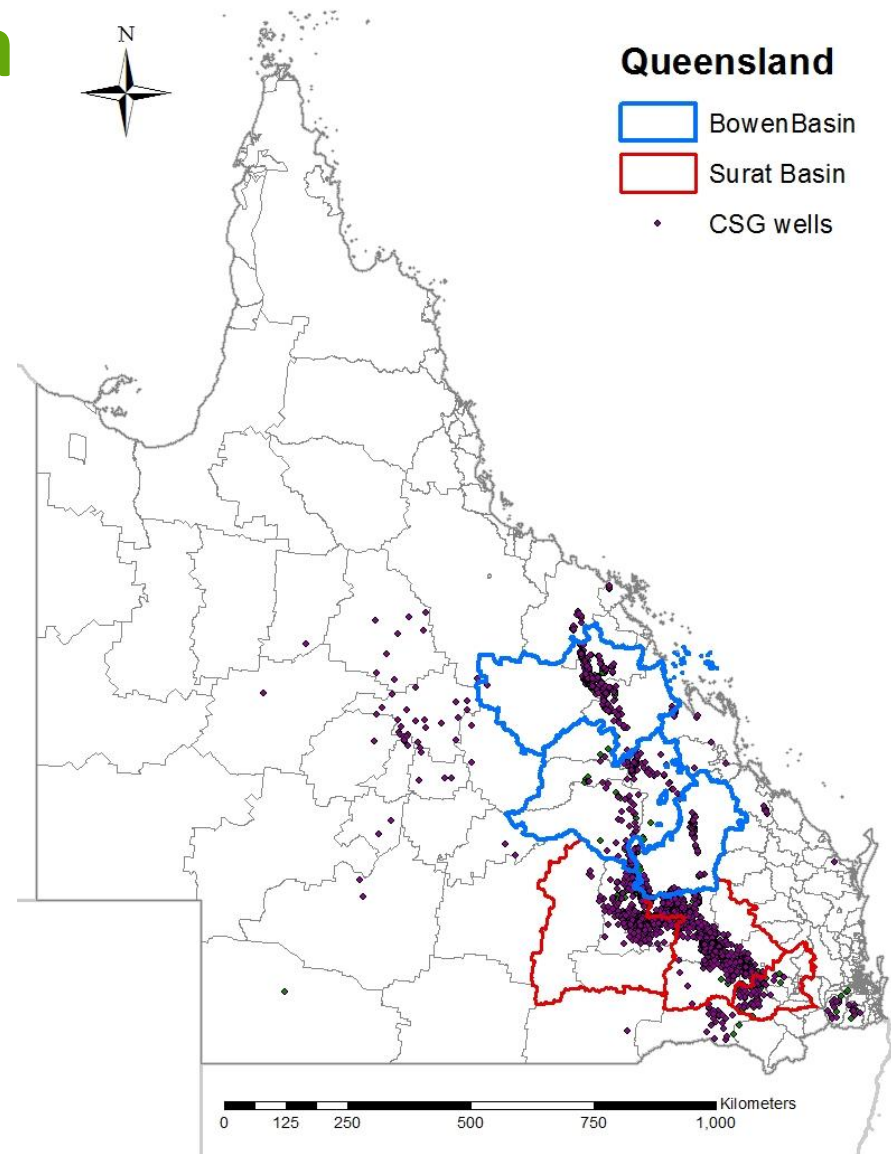 n
N
Queensland
BowenBasin
Surat Basin
CSG wells
Kilometers
0 125 250 500 750 1,000